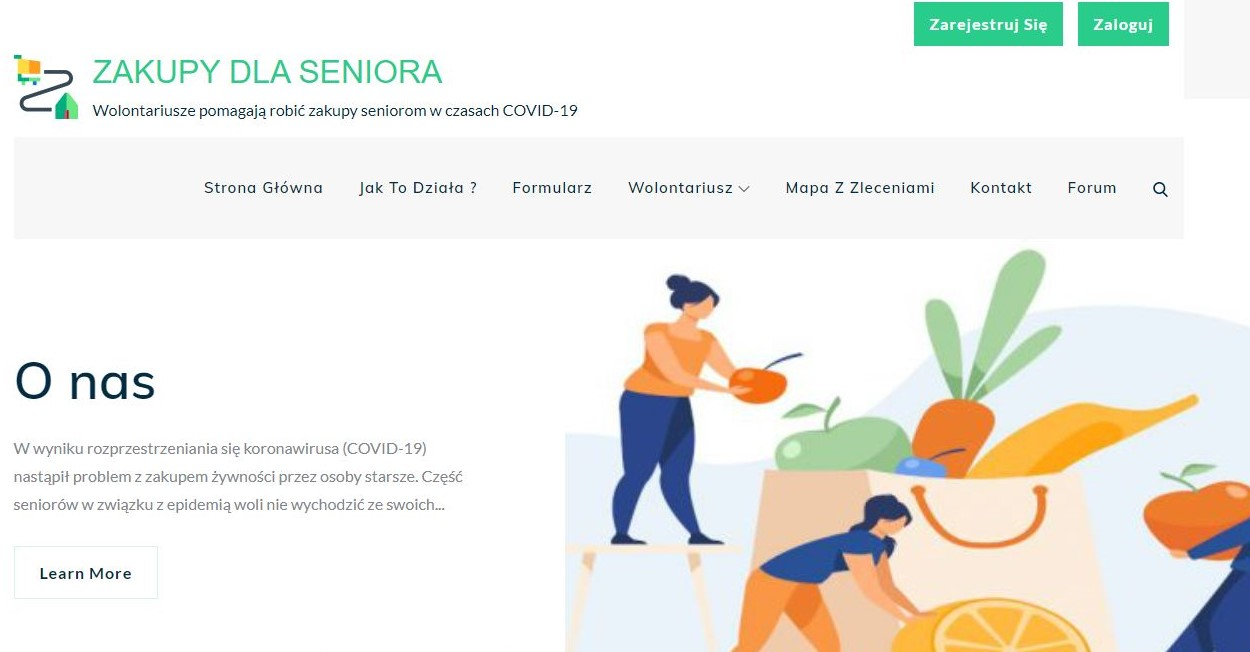 Zarejestruj Się
Zaloguj
ZAKUPY DLA SENIORA
Wolontariusze pomagają robić zakupy seniorom w czasach COVID-19
Strona Główna
Jak To Działa ?
Formularz
Wolontariusz
Mapa Z Zleceniami
Kontakt
Forum
O nas
W wyniku rozprzestrzeniania się koronawirusa (COVID-19)
nastąpił problem z zakupem żywności przez osoby starsze. Część
seniorów w związku z epidemią woli nie wychodzić ze swoich...
Learn More